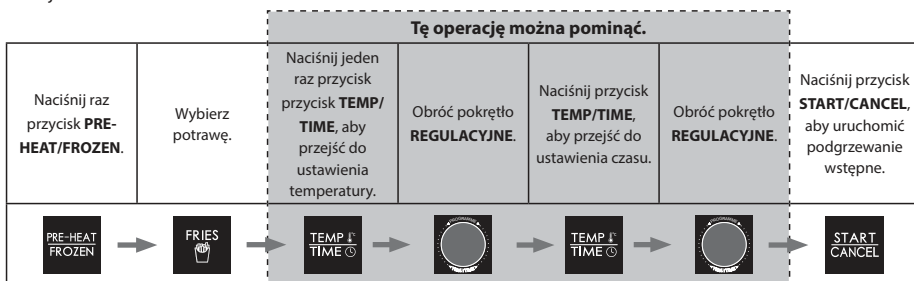 Tę operację można pominąć.
Naciśnij raz
przycisk PRE-
HEAT/FROZEN.
Wybierz
potrawę.
Naciśnij jeden
raz przycisk
przycisk TEMP/
TIME, aby
przejść do
ustawienia
temperatury.
Obróć pokrętło
REGULACYJNE.
Naciśnij przycisk
TEMP/TIME,
aby przejść do
ustawienia czasu.
Obróć pokrętło
REGULACYJNE.
Naciśnij przycisk
START/CANCEL,
aby uruchomić
podgrzewanie
wstępne.
PRE-HEAT
FROZEN
FRIES
TEMP
TIME
PROGRAMME
TEMP
TIME
PROGRAMME
START
CANCEL